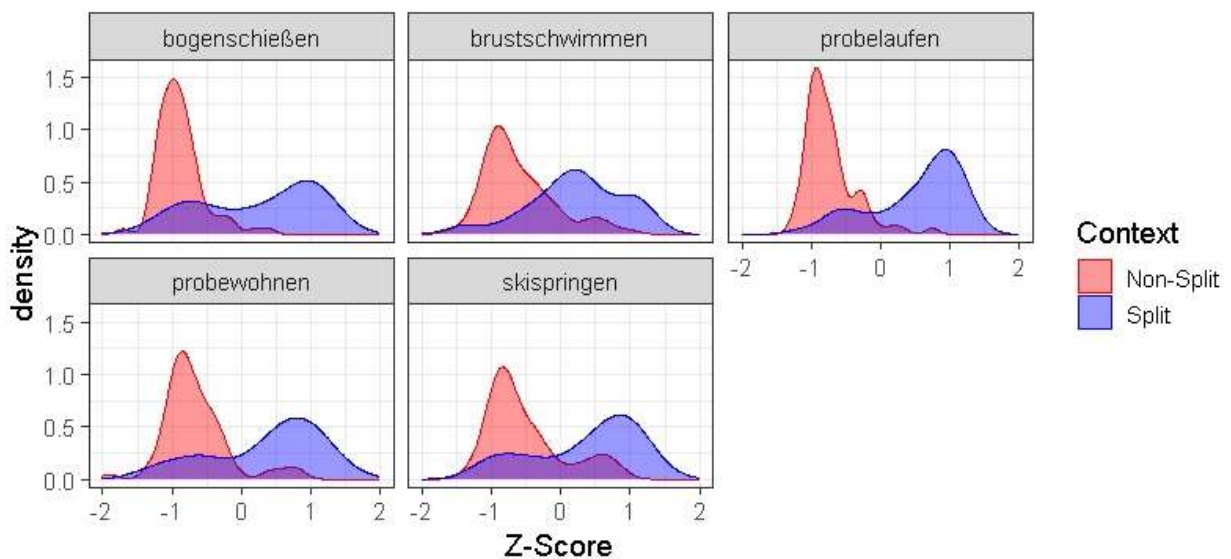 bogenschießen brustschwimmen probelaufen
1.5
1.0
0.5
0.0
-2 -1 0 1 2
density
probewohnen skispringen
1.5
1.0
0.5
0.0
-2 -1 0 1 2 -2 -1 0 1 2
Z-Score
Context
Non-Split
Split